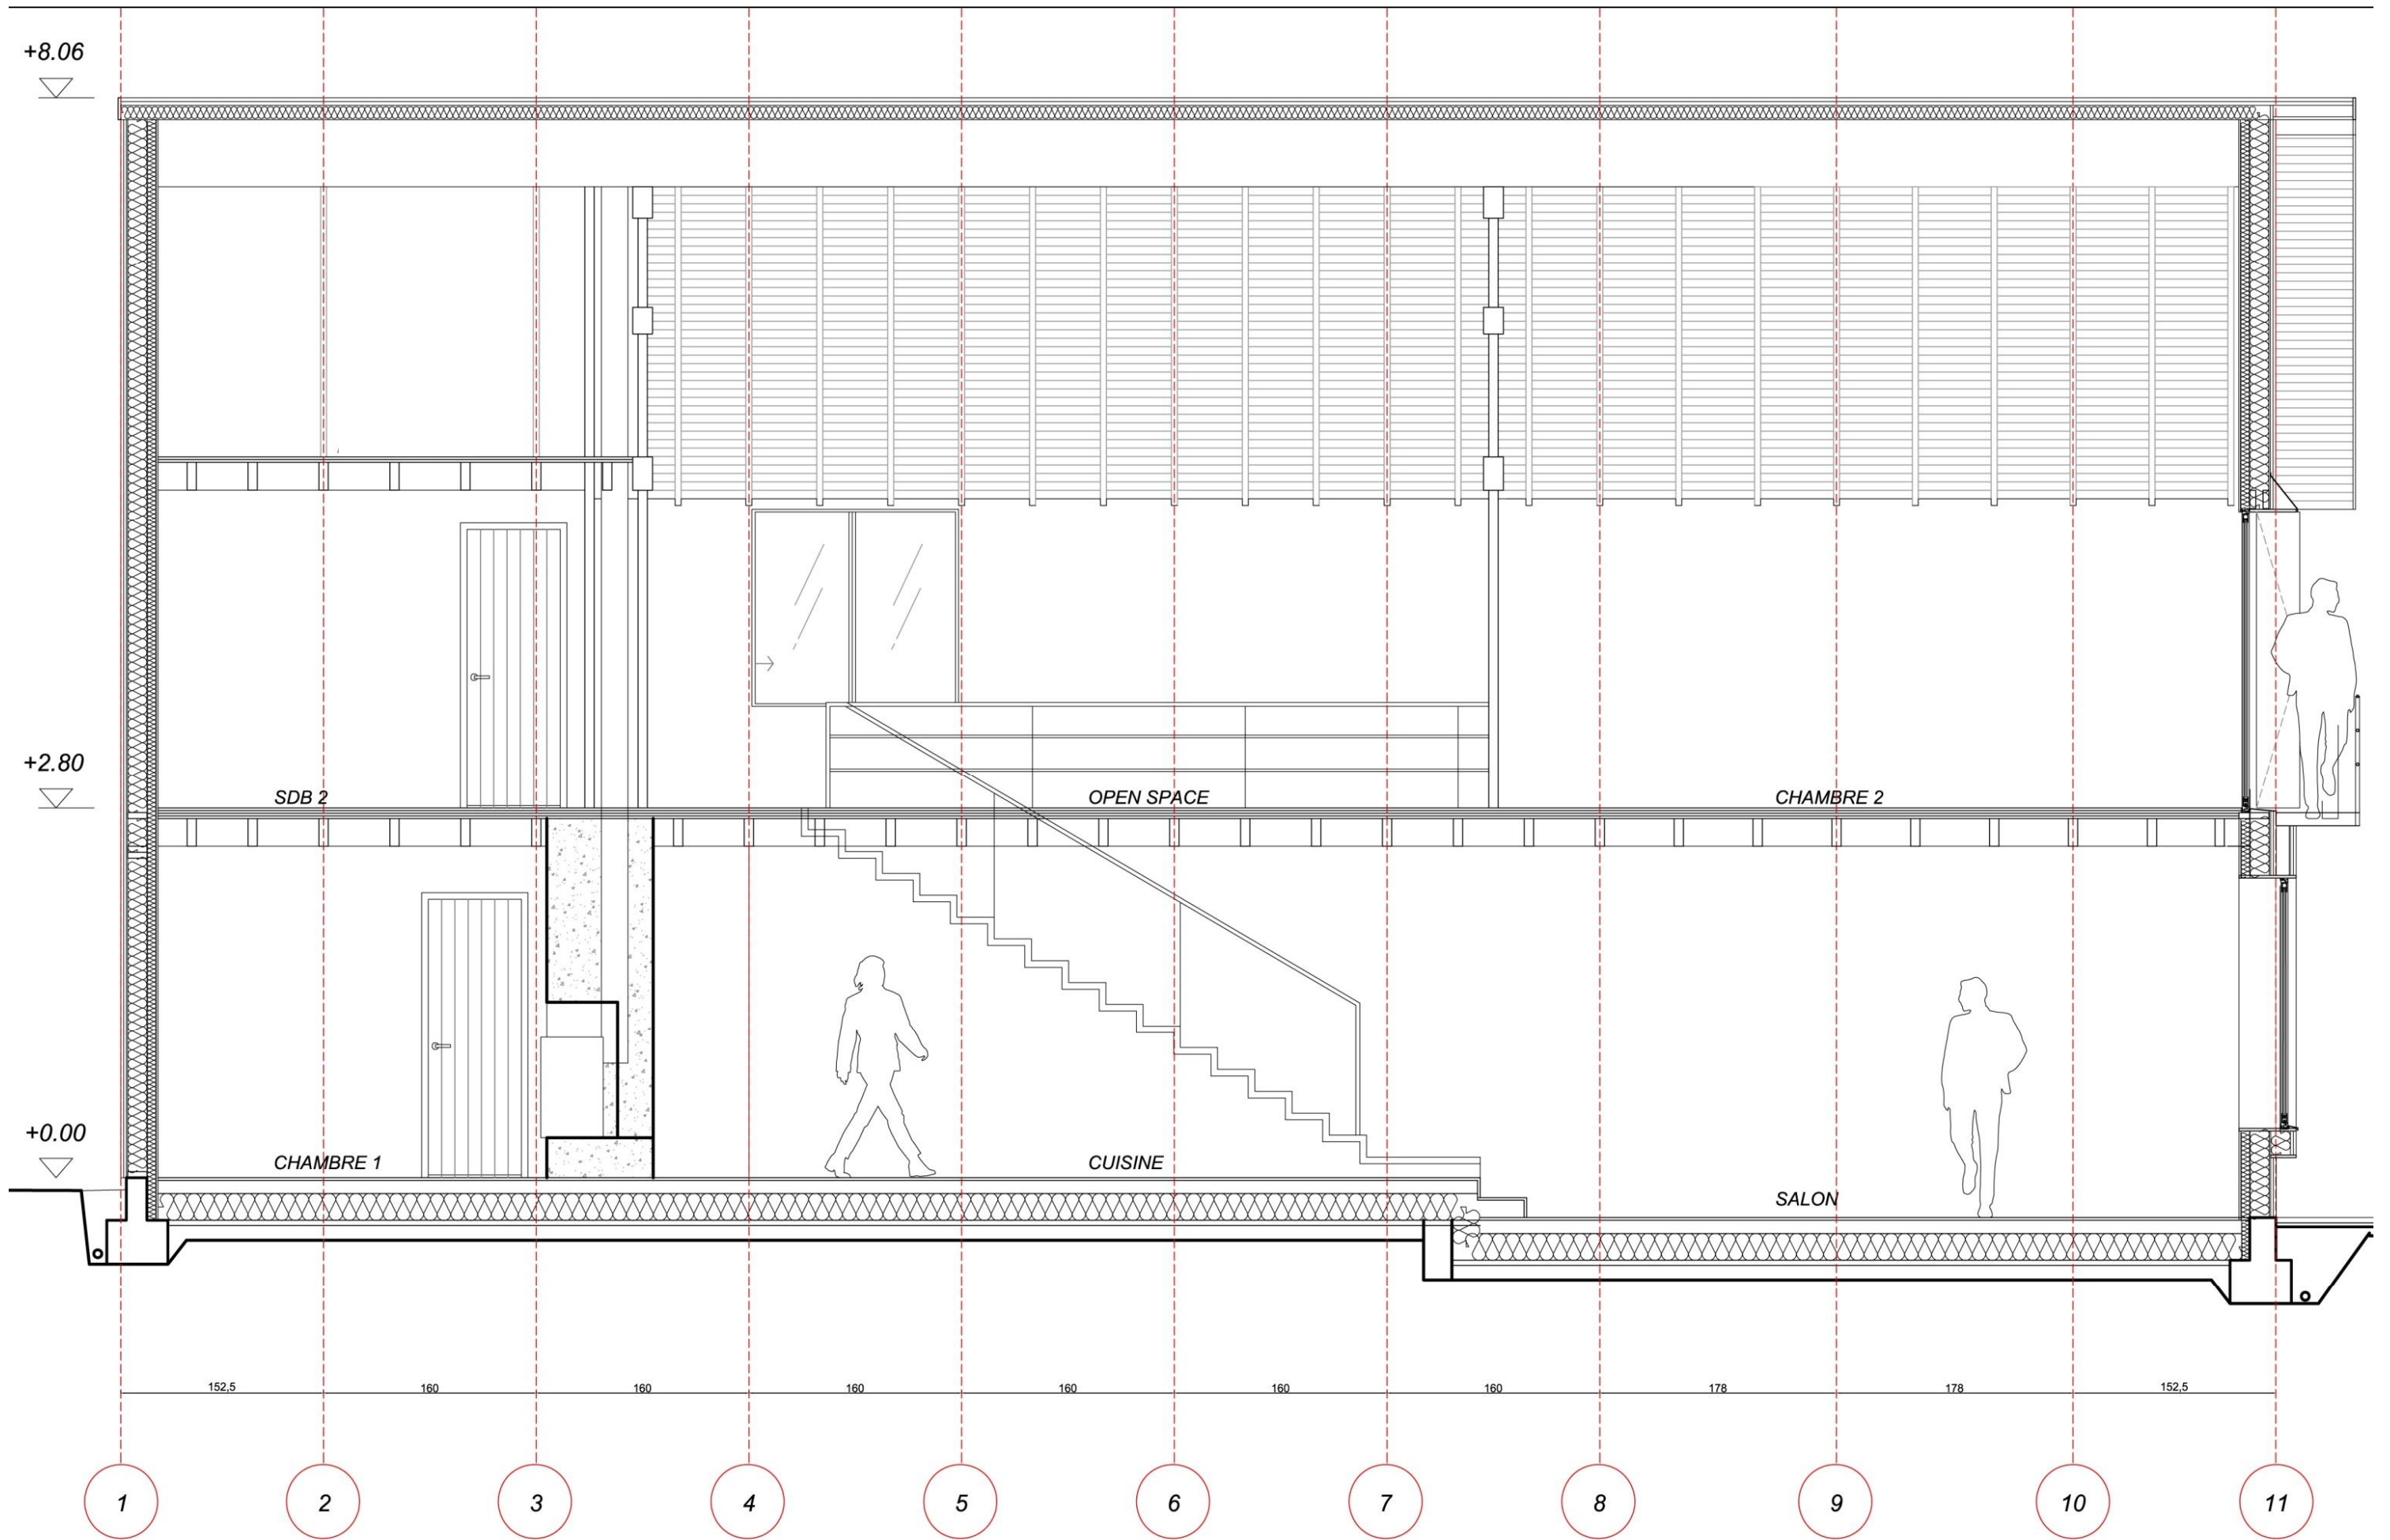 +8.06
+2.80
SDB 2
OPEN SPACE
CHAMBRE 2
+0.00
CHAMBRE 1
CUISINE
SALON
152,5 160 160 160 160 160 160 178 178 152,5
1 2 3 4 5 6 7 8 9 10 11